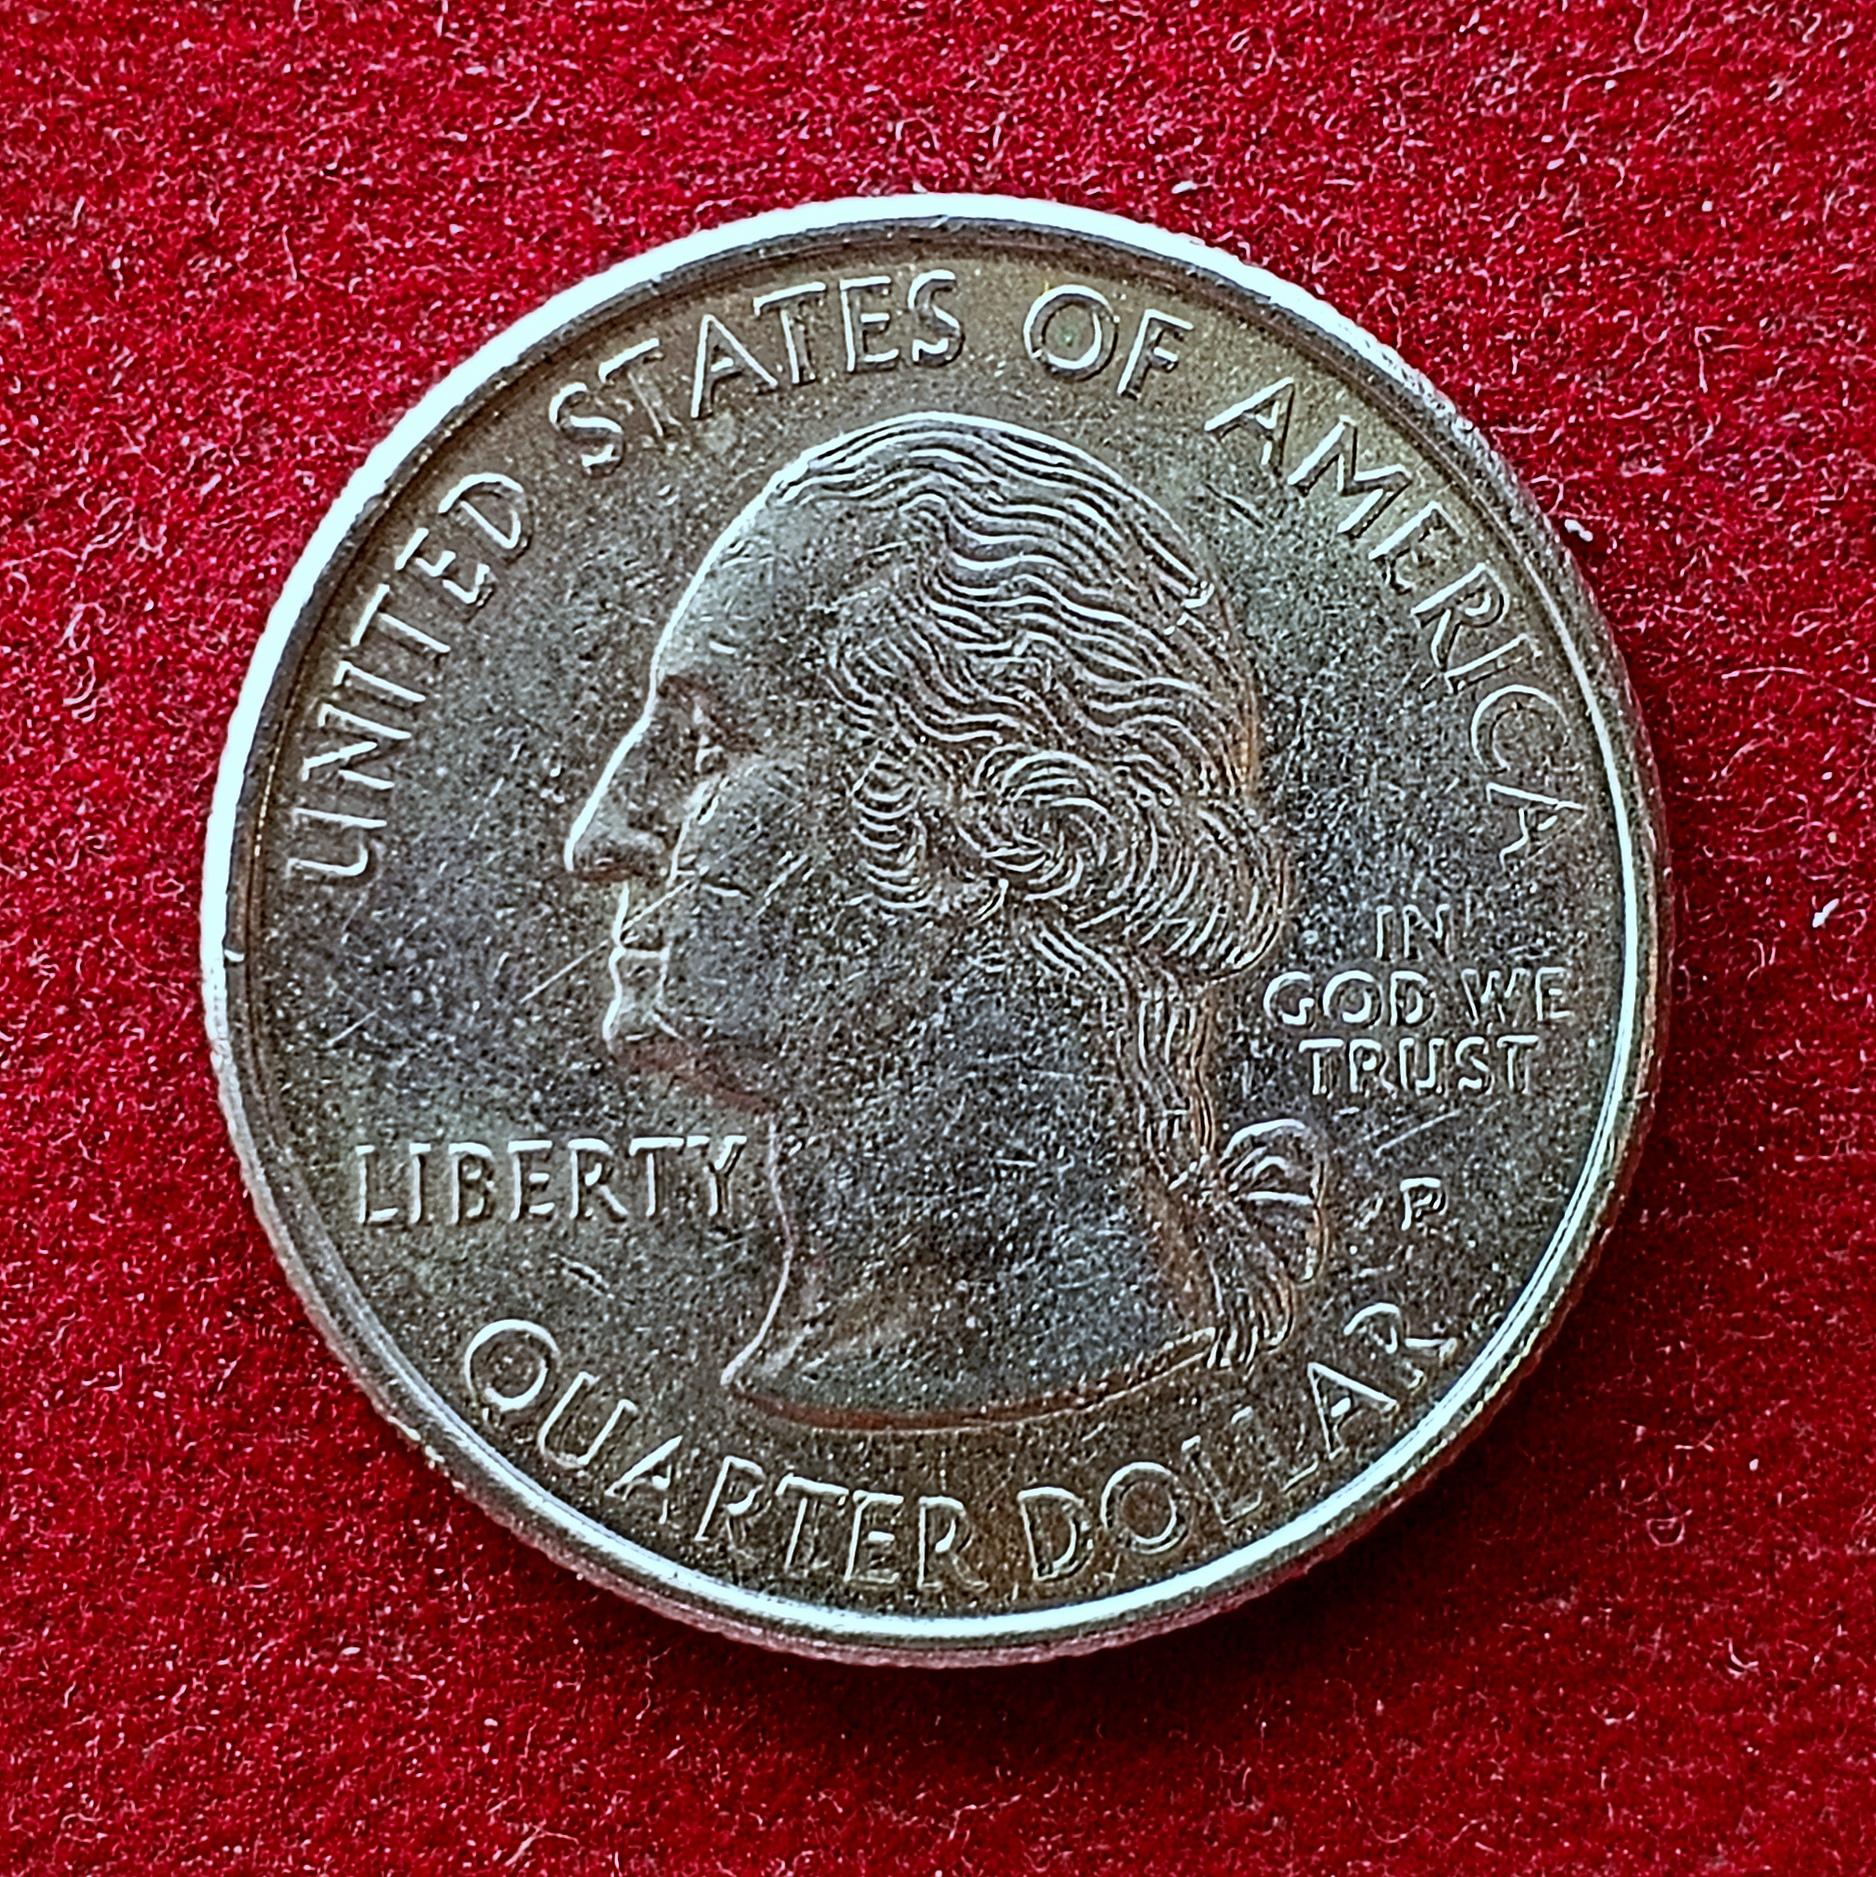 UNITED STATES OF AMERICA
IN
GOD WE
TRUST
LIBERTY
P
QUARTER DOLLAR